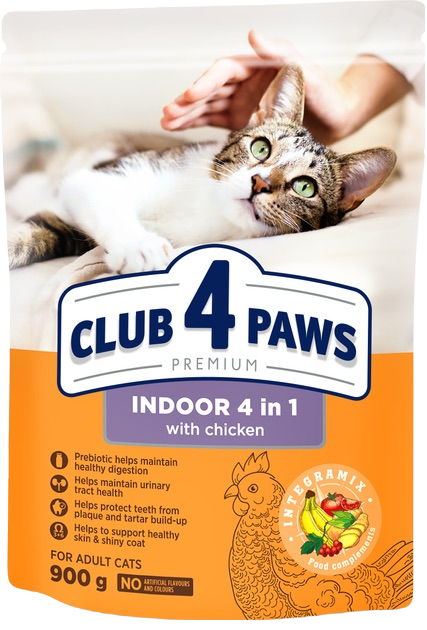 CLUB 4 PAWS
PREMIUM
INDOOR 4 in 1
with chicken
Prebiotic helps maintain
healthy digestion
Helps maintain urinary
tract health
Helps protect teeth from
plaque and tartar build-up
Helps to support healthy
skin & shiny coat
INTEGRAMIX
Food complements
FOR ADULT CATS
900 g
NO ARTIFICIAL FLAVOURS
AND COLOURS